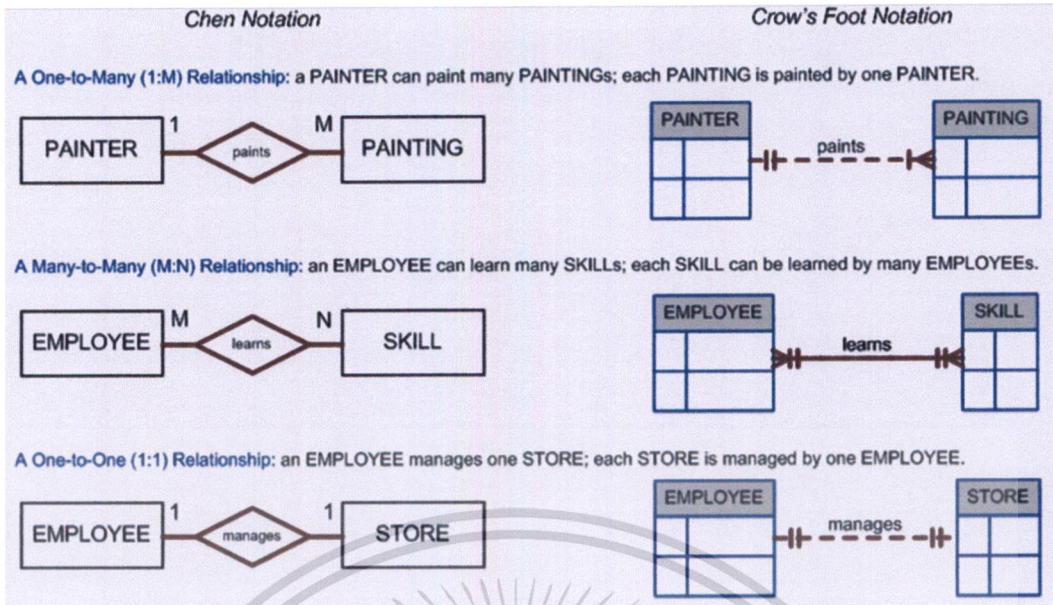 Chen Notation
Crow's Foot Notation
A One-to-Many (1:M) Relationship: a PAINTER can paint many PAINTINGs; each PAINTING is painted by one PAINTER.
PAINTER
1
paints
M
PAINTING
PAINTER
paints
PAINTING
A Many-to-Many (M:N) Relationship: an EMPLOYEE can learn many SKILLs; each SKILL can be learned by many EMPLOYEEs.
EMPLOYEE
M
learns
N
SKILL
EMPLOYEE
learns
SKILL
A One-to-One (1:1) Relationship: an EMPLOYEE manages one STORE; each STORE is managed by one EMPLOYEE.
EMPLOYEE
1
manages
1
STORE
EMPLOYEE
manages
STORE